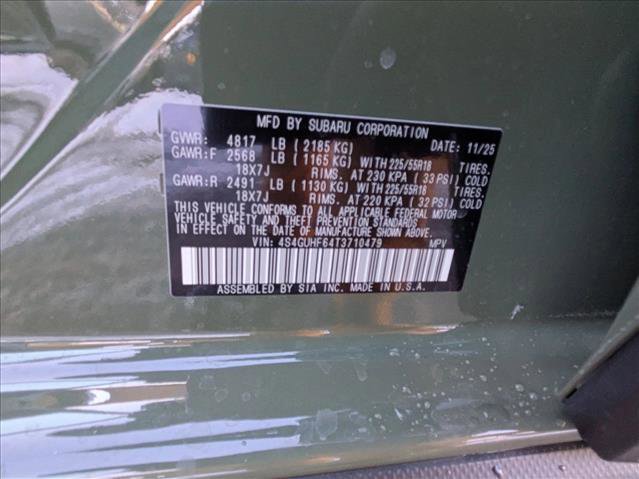 MFD BY SUBARU CORPORATION
GVWR: 4817 LB (2185 KG) DATE: 11/25
GAWR:F 2568 LB (1165 KG) WITH 225/55R18 TIRES.
18X7J RIMS. AT 230 KPA (33 PSI) COLD
GAWR:R 2491 LB (1130 KG) WITH 225/55R18 TIRES.
18X7J RIMS. AT 220 KPA (32 PSI) COLD
THIS VEHICLE CONFORMS TO ALL APPLICABLE FEDERAL MOTOR
VEHICLE SAFETY AND THEFT PREVENTION STANDARDS
IN EFFECT ON THE DATE OF MANUFACTURE SHOWN ABOVE.
VIN: 4S4GUHF64T3710479 MPV
ASSEMBLED BY SIA INC. MADE IN U.S.A.